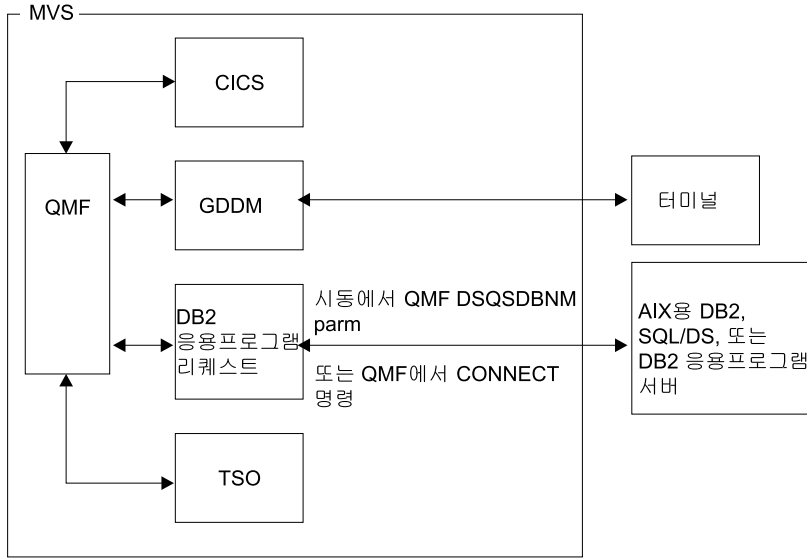 MVS
CICS
QMF
GDDM
터미널
DB2
응용프로그램
리퀘스트
시동에서 QMF DSQSDBNM
parm
또는 QMF에서 CONNECT
명령
AIX용 DB2,
SQL/DS, 또는
DB2 응용프로그램
서버
TSO